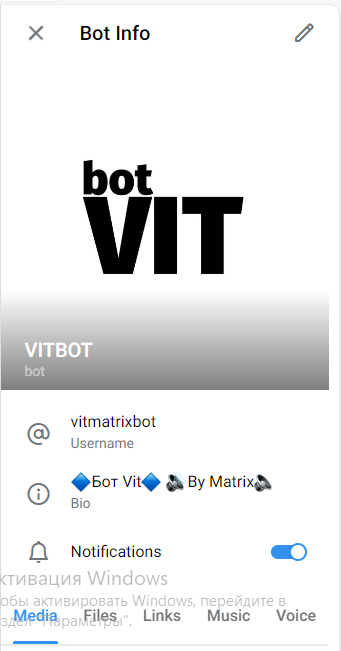 Bot Info
bot
VIT
VITBOT
bot
vitmatrixbot
Username
🔷Бот Vit🔷 🔊By Matrix🔊
Bio
Notifications
ктивация Windows
обы активировать Windows, перейдите в
здел "Параметры".
Media Files Links Music Voice